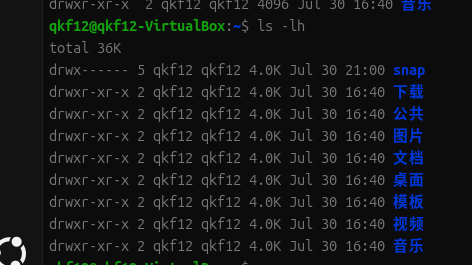 drwxr-xr-x  2 qkf12 qkf12 4096 Jul 30 16:40 音乐
qkf12@qkf12-VirtualBox:~$ ls -lh
total 36K
drwx------ 5 qkf12 qkf12 4.0K Jul 30 21:00 snap
drwxr-xr-x 2 qkf12 qkf12 4.0K Jul 30 16:40 下载
drwxr-xr-x 2 qkf12 qkf12 4.0K Jul 30 16:40 公共
drwxr-xr-x 2 qkf12 qkf12 4.0K Jul 30 16:40 图片
drwxr-xr-x 2 qkf12 qkf12 4.0K Jul 30 16:40 文档
drwxr-xr-x 2 qkf12 qkf12 4.0K Jul 30 16:40 桌面
drwxr-xr-x 2 qkf12 qkf12 4.0K Jul 30 16:40 模板
drwxr-xr-x 2 qkf12 qkf12 4.0K Jul 30 16:40 视频
drwxr-xr-x 2 qkf12 qkf12 4.0K Jul 30 16:40 音乐